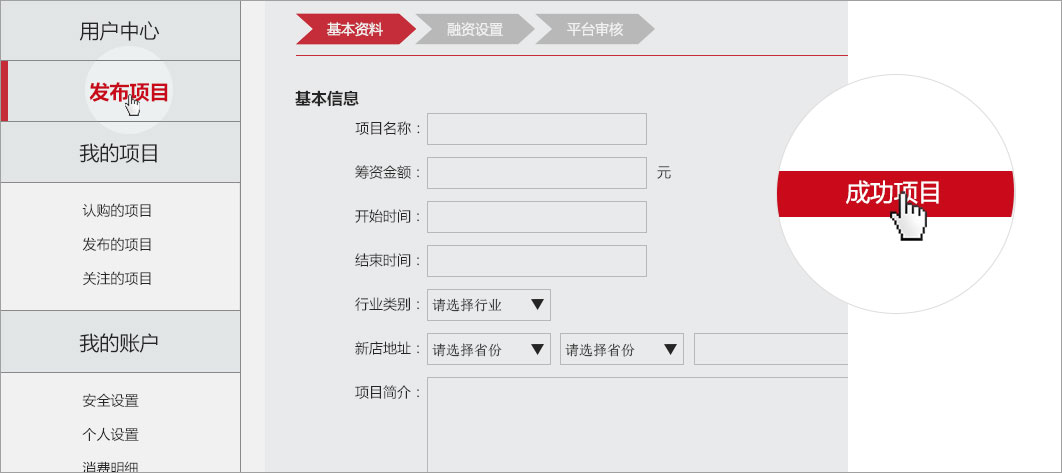 用户中心
发布项目
我的项目
认购的项目
发布的项目
关注的项目
我的账户
安全设置
个人设置
消费明细
基本资料 融资设置 平台审核
基本信息
项目名称：
筹资金额： 元
开始时间：
结束时间：
行业类别： 请选择行业
新店地址： 请选择省份 请选择省份
项目简介：
成功项目